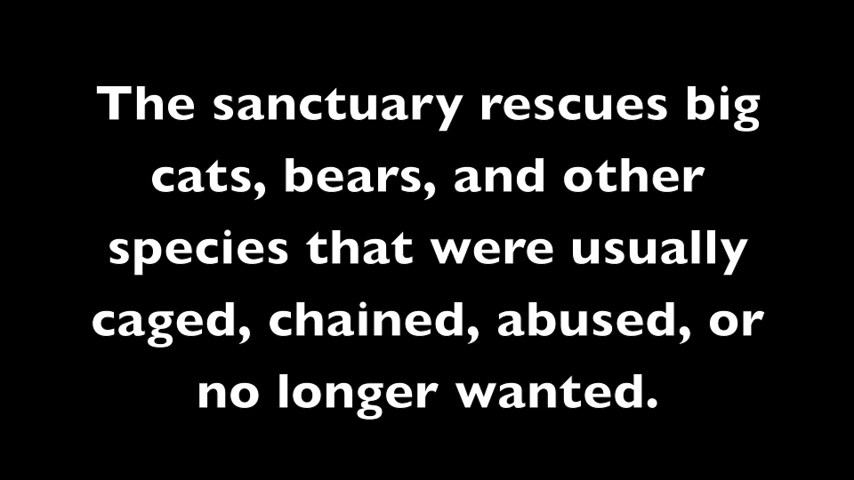 The sanctuary rescues big
cats, bears, and other
species that were usually
caged, chained, abused, or
no longer wanted.